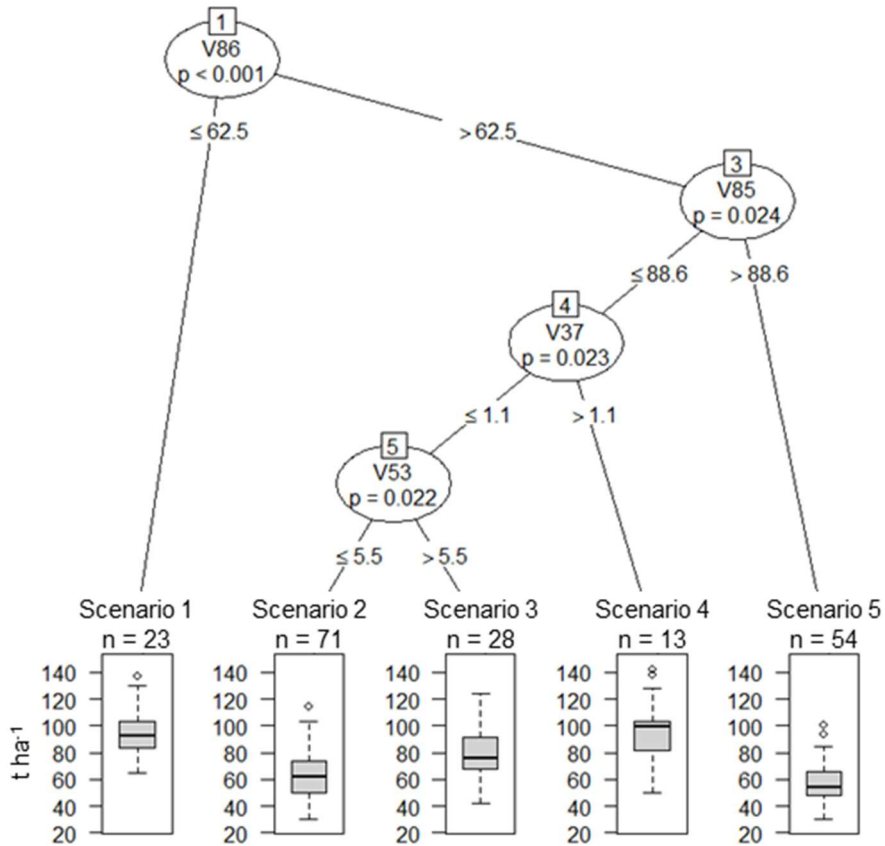 1
V86
p < 0.001
≤ 62.5
> 62.5
3
V85
p = 0.024
≤ 88.6
> 88.6
4
V37
p = 0.023
≤ 1.1
> 1.1
5
V53
p = 0.022
≤ 5.5
> 5.5
Scenario 1
n = 23
Scenario 2
n = 71
Scenario 3
n = 28
Scenario 4
n = 13
Scenario 5
n = 54
t ha-1
140
120
100
80
60
40
20
140
120
100
80
60
40
20
140
120
100
80
60
40
20
140
120
100
80
60
40
20
140
120
100
80
60
40
20